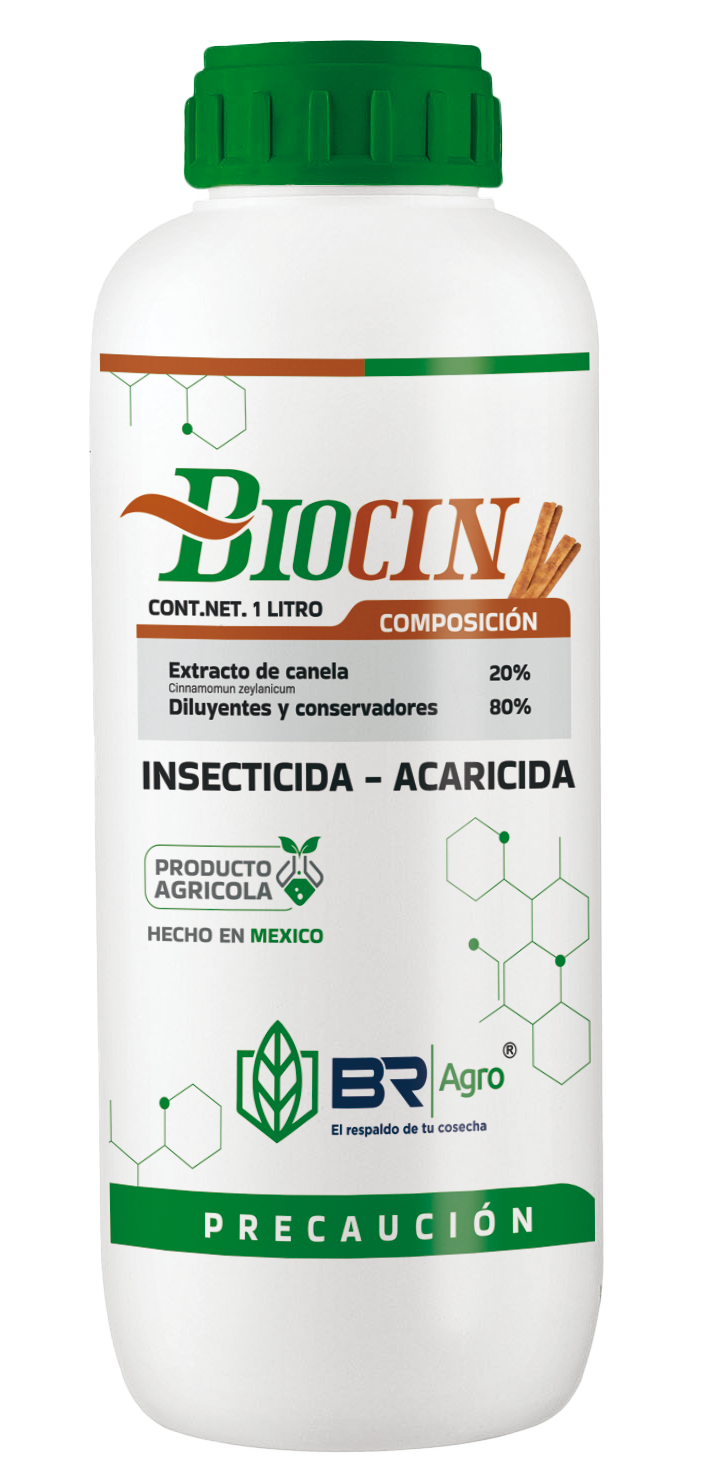 BIOCIN
CONT.NET. 1 LITRO
COMPOSICIÓN
Extracto de canela 20%
Cinnamomun zeylanicum
Diluyentes y conservadores 80%
INSECTICIDA – ACARICIDA
PRODUCTO
AGRICOLA
HECHO EN MEXICO
BR Agro ®
El respaldo de tu cosecha
PRECAUCIÓN